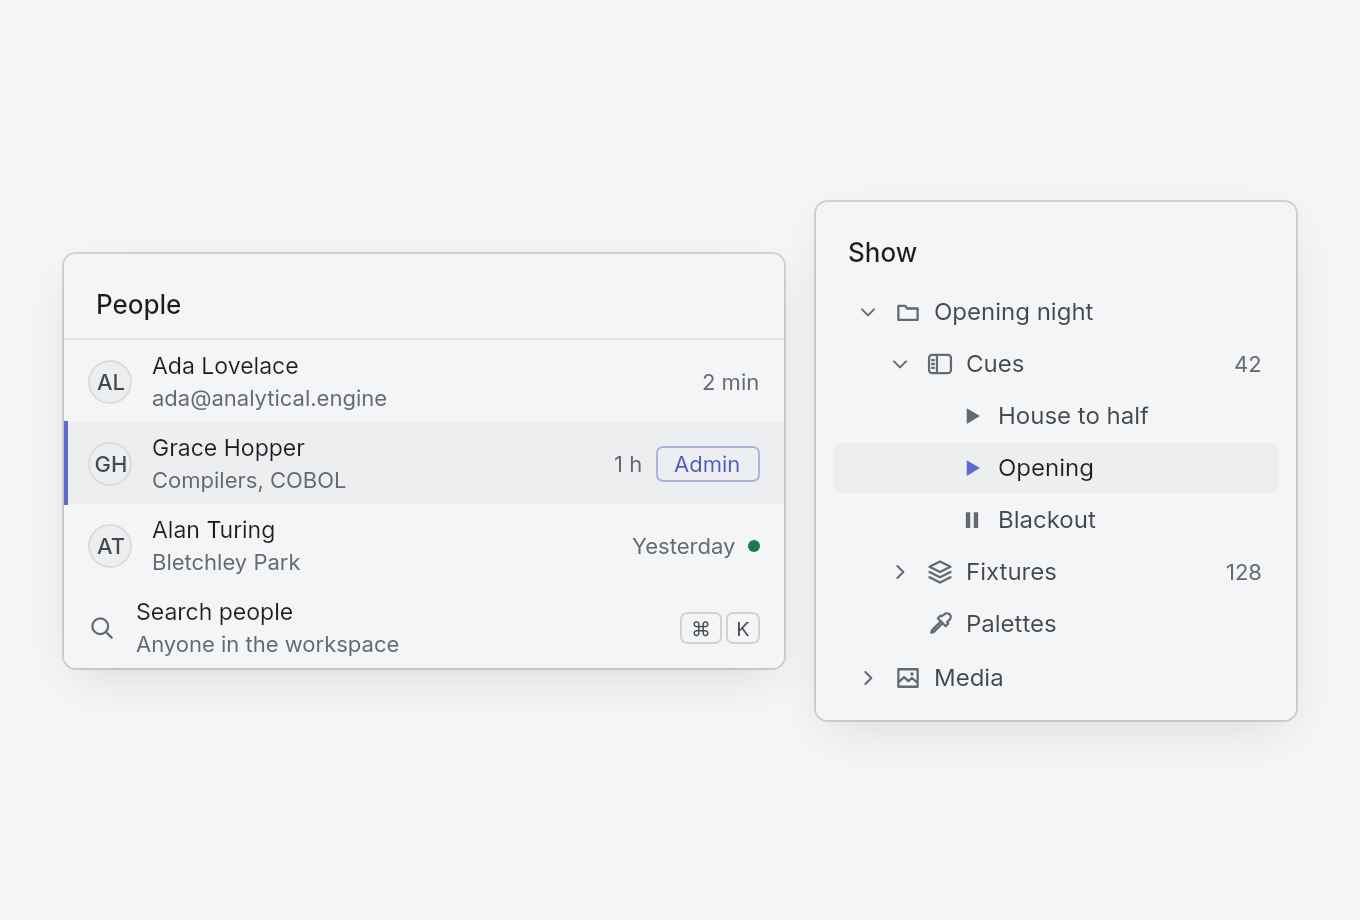 People
AL
Ada Lovelace
ada@analytical.engine
2 min
GH
Grace Hopper
Compilers, COBOL
1 h
Admin
AT
Alan Turing
Bletchley Park
Yesterday
Search people
Anyone in the workspace
⌘ K
Show
Opening night
Cues 42
House to half
Opening
Blackout
Fixtures 128
Palettes
Media